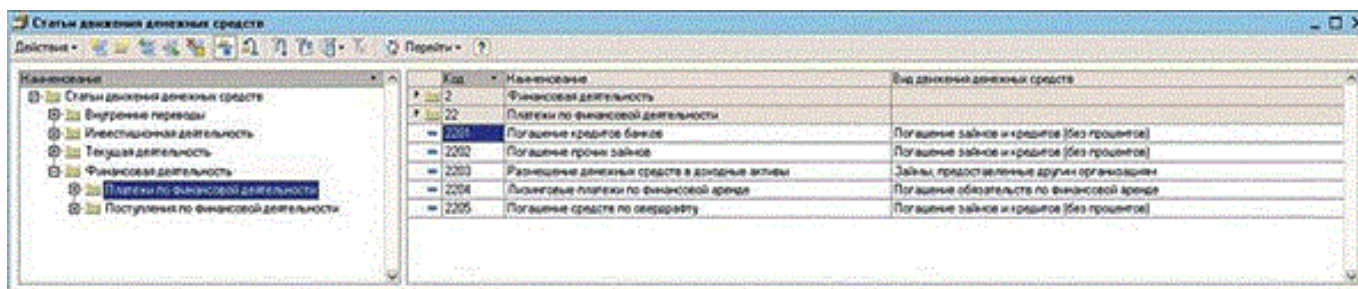 Статьи движения денежных средств
Действия Перейти ?
Наименование
Статьи движения денежных средств
Внутренние переводы
Инвестиционная деятельность
Текущая деятельность
Финансовая деятельность
Платежи по финансовой деятельности
Поступления по финансовой деятельности
Код Наименование Вид движения денежных средств
2 Финансовая деятельность
22 Платежи по финансовой деятельности
2201 Погашение кредитов банков Погашение займов и кредитов (без процентов)
2202 Погашение прочих займов Погашение займов и кредитов (без процентов)
2203 Размещение денежных средств в доходные активы Займы, предоставленные другим организациям
2204 Лизинговые платежи по финансовой аренде Погашение обязательств по финансовой аренде
2205 Погашение средств по овердрафту Погашение займов и кредитов (без процентов)